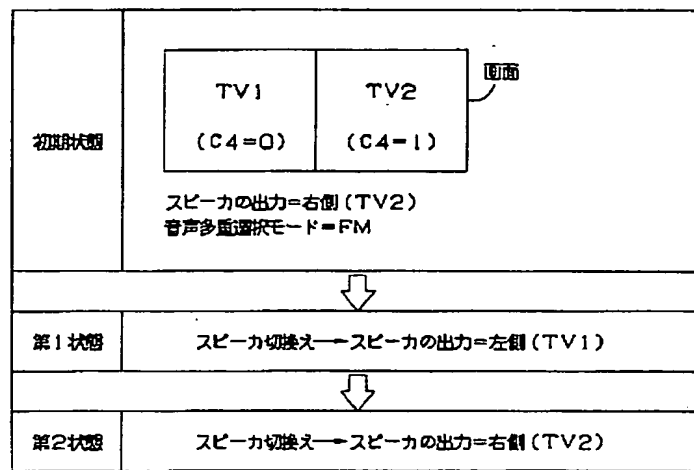 初期状態
TV1
TV2
画面
(C4=0)
(C4=1)
スピーカの出力=右側(TV2)
音声多重選択モード=FM
第1状態
スピーカ切換え→スピーカの出力=左側(TV1)
第2状態
スピーカ切換え→スピーカの出力=右側(TV2)